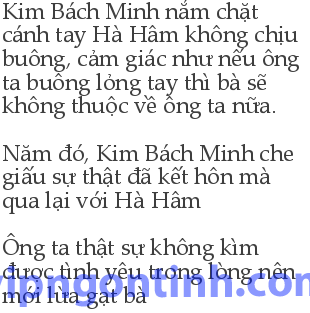 Kim Bách Minh nắm chặt
cánh tay Hà Hâm không chịu
buông, cảm giác như nếu ông
ta buông lỏng tay thì bà sẽ
không thuộc về ông ta nữa.
Năm đó, Kim Bách Minh che
giấu sự thật đã kết hôn mà
qua lại với Hà Hâm
Ông ta thật sự không kìm
được tình yêu trong lòng nên
mới lừa gạt bà